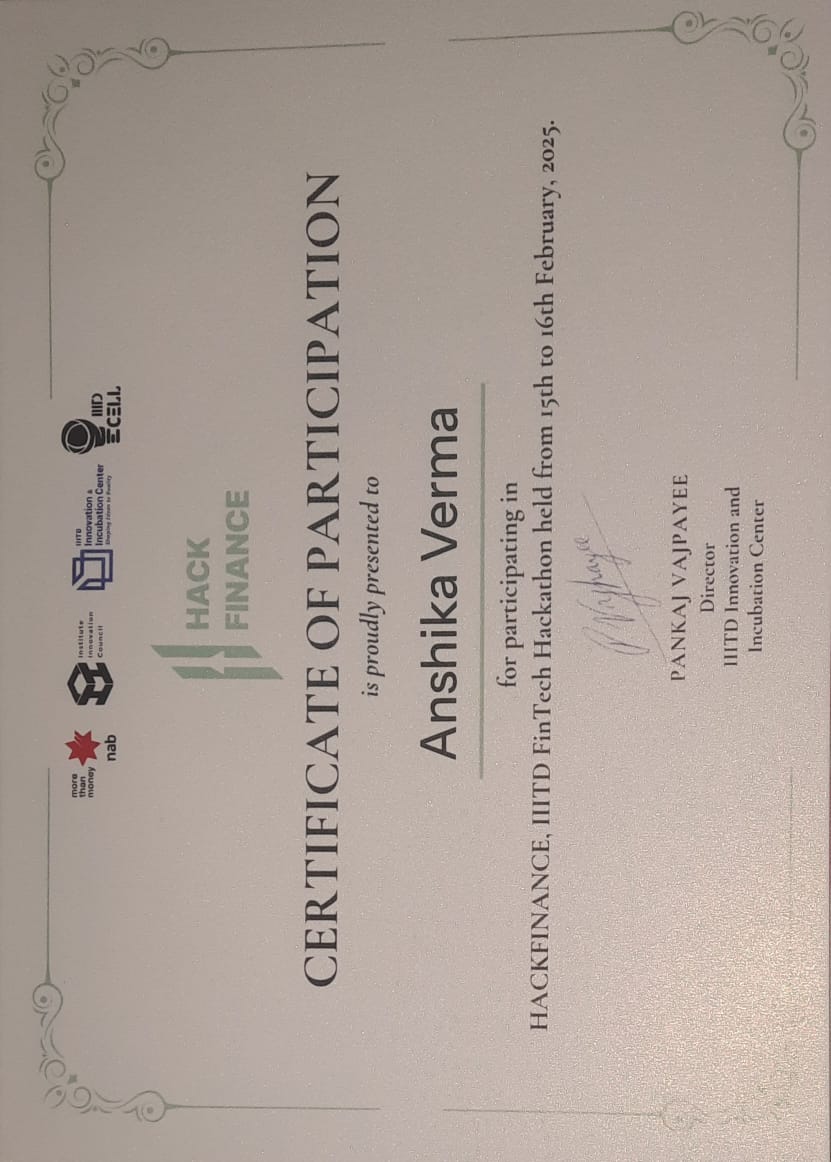 more
than
money
nab
Institute
Innovation
Council
IIITD
Innovation &
Incubation Center
Shaping Ideas to Reality
IIID
ECELL
HACK
FINANCE
CERTIFICATE OF PARTICIPATION
is proudly presented to
Anshika Verma
for participating in
HACKFINANCE, IIITD FinTech Hackathon held from 15th to 16th February, 2025.
P Vajpayee
PANKAJ VAJPAYEE
Director
IIITD Innovation and
Incubation Center